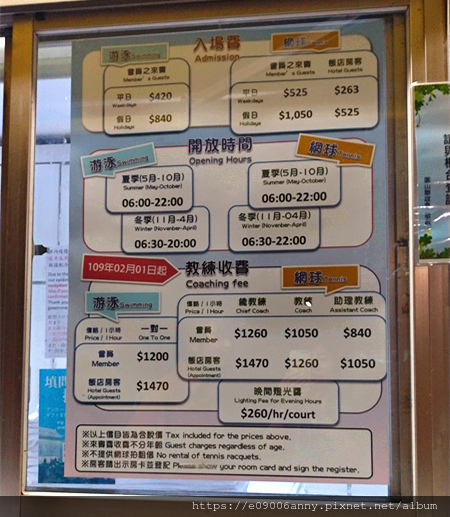 入場費
Admission
游泳 Swimming
網球 Tennis
會員之來賓
Member's Guests
平日
Weekdays
$420
假日
Holidays
$840
會員之來賓
Member's Guests
飯店房客
Hotel Guests
平日
Weekdays
$525
$263
假日
Holidays
$1,050
$525
開放時間
Opening Hours
游泳 Swimming
網球 Tennis
夏季(5月-10月)
Summer (May-October)
06:00-22:00
冬季(11月-4月)
Winter (November-April)
06:30-20:00
夏季(5月-10月)
Summer (May-October)
06:00-22:00
冬季(11月-04月)
Winter (November-April)
06:30-22:00
109年02月01日起
教練收費
Coaching fee
游泳 Swimming
網球 Tennis
價格/1小時
Price / 1Hour
一對一
One To One
會員
Member
$1200
飯店房客
Hotel Guests
(Appointment)
$1470
價格/1小時
Price / 1Hour
總教練
Chief Coach
教練
Coach
助理教練
Assistant Coach
會員
Member
$1260
$1050
$840
飯店房客
Hotel Guests
(Appointment)
$1470
$1260
$1050
晚間燈光費
Lighting Fee for Evening Hours
$260/hr/court
※以上價目皆為含稅價 Tax included for the prices above.
※來賓費收費不分年齡 Guest charges regardless of age.
※不提供網球拍租借 No rental of tennis racquets.
※房客請出示房卡並登記 Please show your room card and sign the register.
https://e09006anny.pixnet.net/album